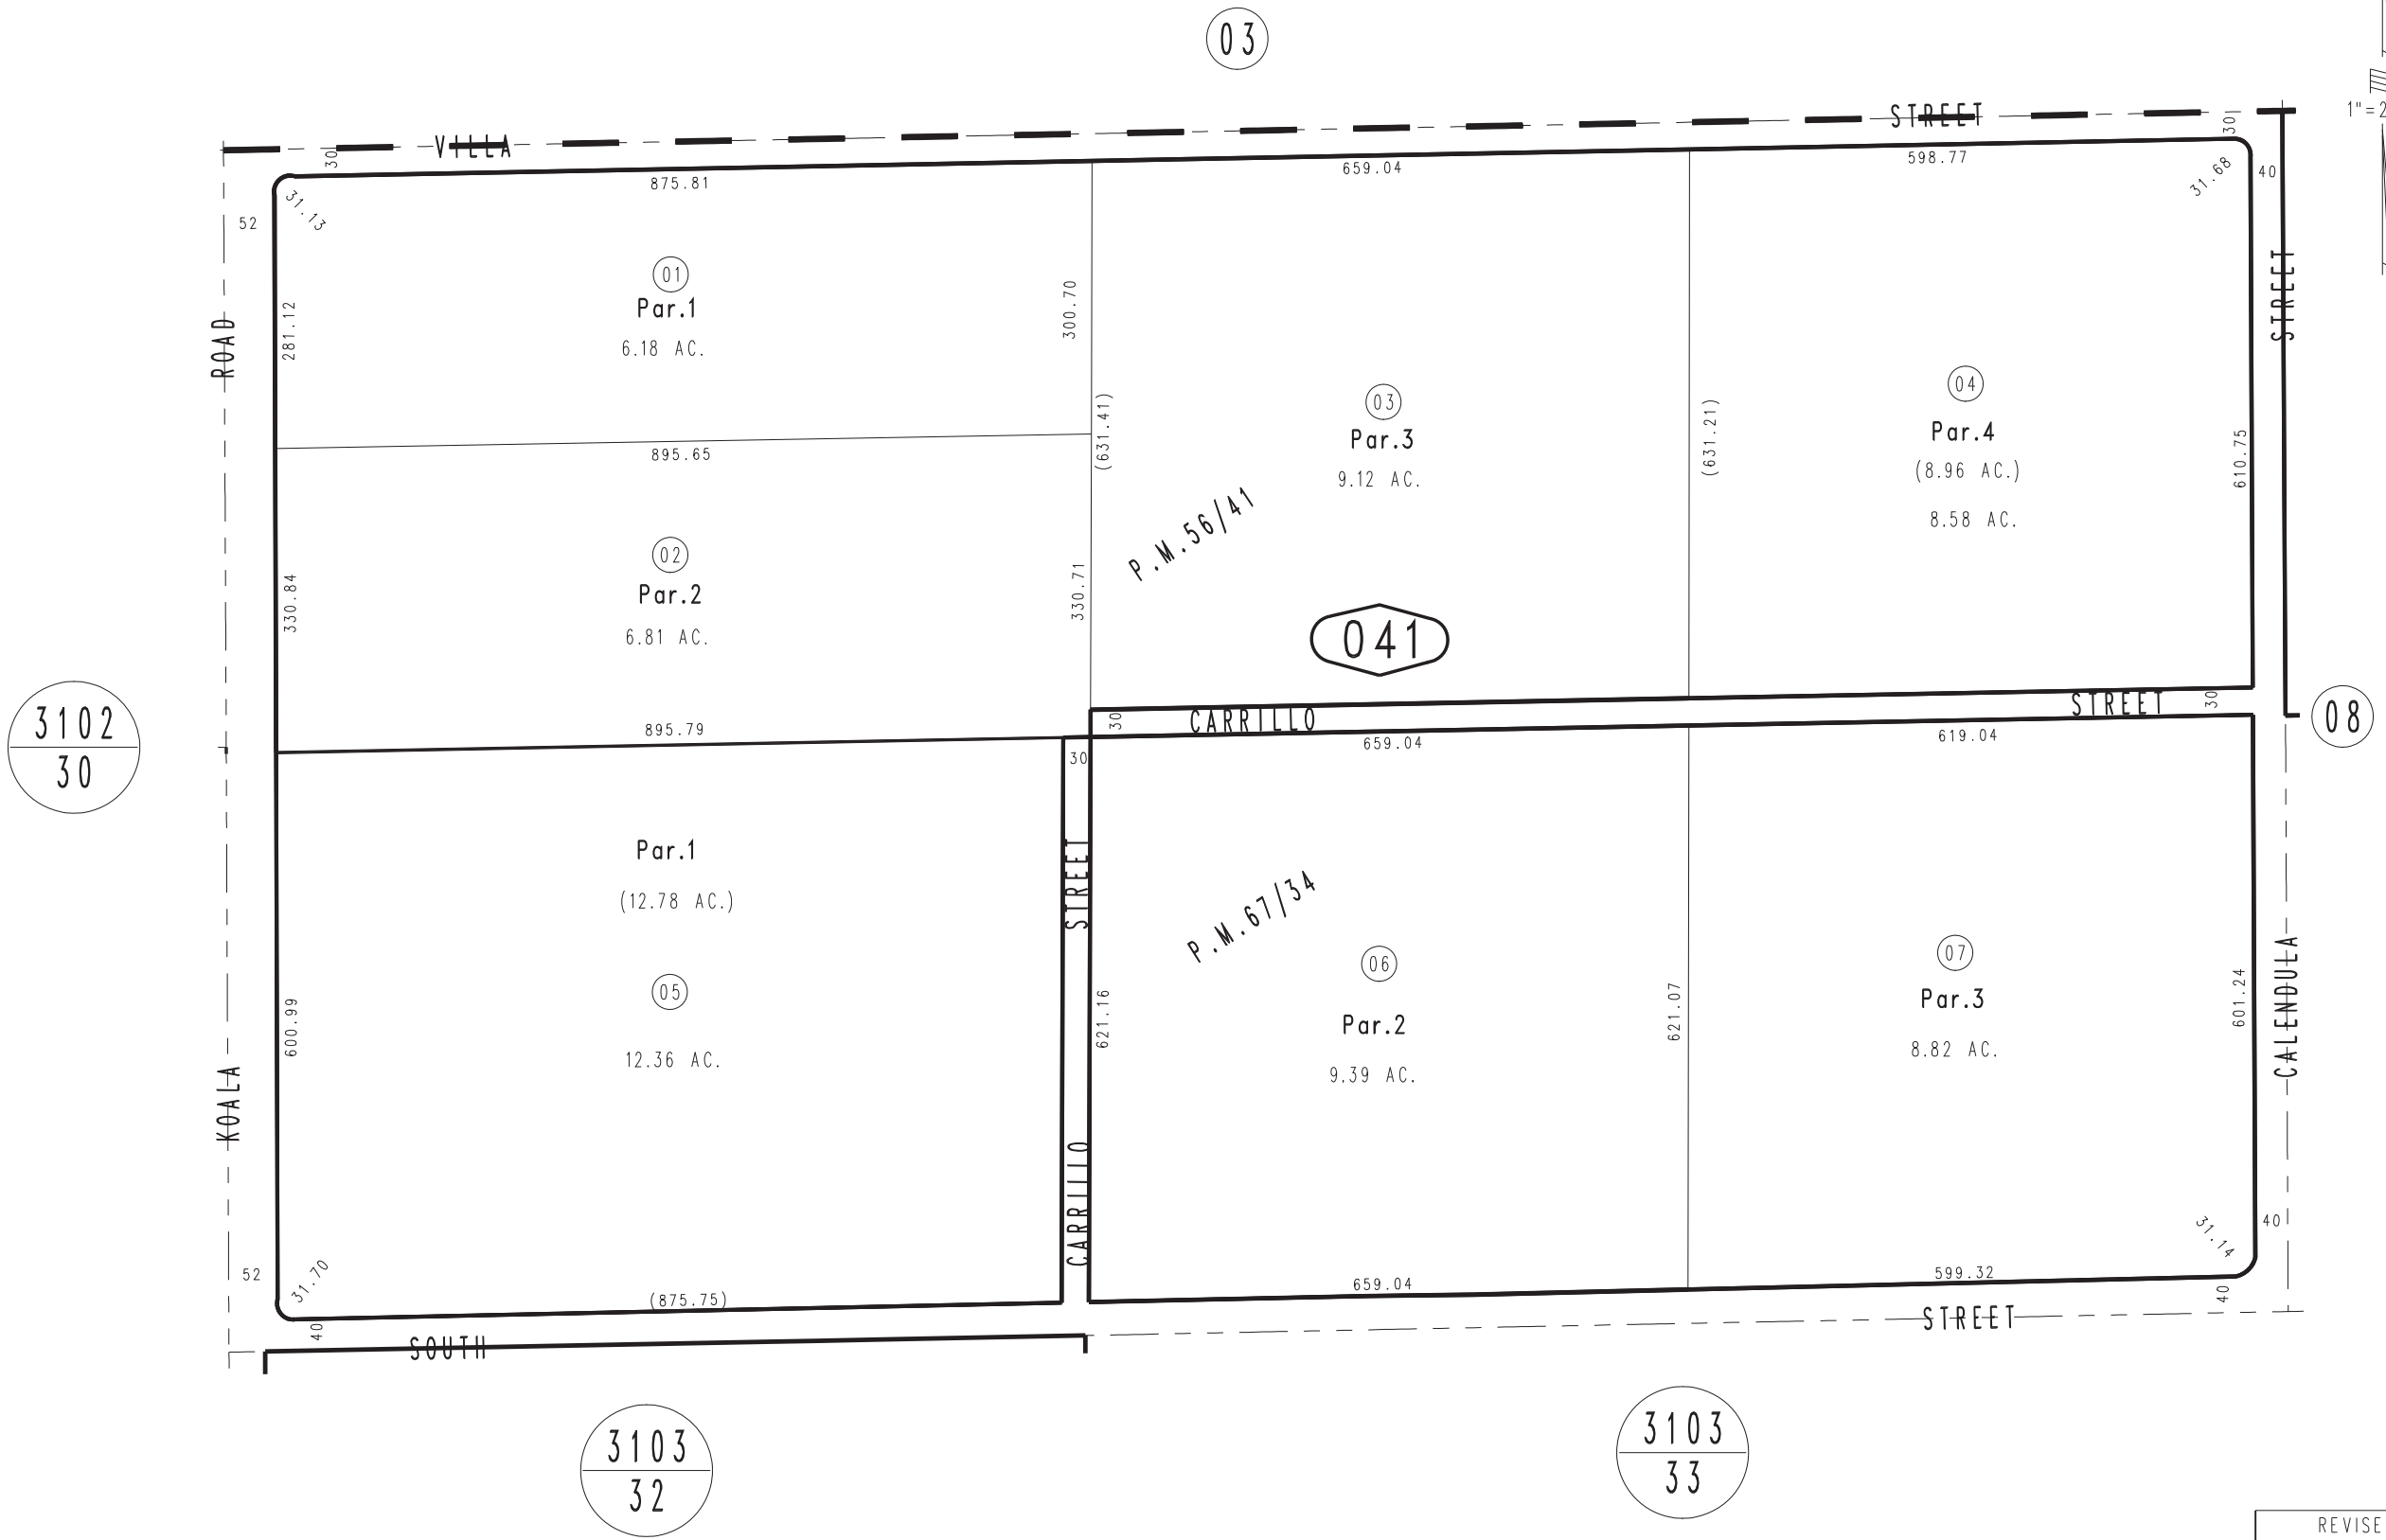 03
1"=2
VILLA STREET
30
30
875.81
659.04
598.77
31.13
31.68
52
40
ROAD
STREET
01
Par.1
6.18 AC.
281.12
300.70
(631.41)
03
Par.3
9.12 AC.
(631.21)
04
Par.4
(8.96 AC.)
8.58 AC.
610.75
895.65
P.M.56/41
02
Par.2
6.81 AC.
330.84
330.71
041
3102
30
895.79
30
CARRILLO STREET
30
08
30
659.04
619.04
Par.1
(12.78 AC.)
05
12.36 AC.
600.99
STREET
CARRILLO
P.M.67/34
621.16
06
Par.2
9.39 AC.
621.07
07
Par.3
8.82 AC.
601.24
KOALA
CALENDULA
52
31.70
(875.75)
659.04
599.32
31.14
40
40
40
SOUTH STREET
3103
32
3103
33
REVISE